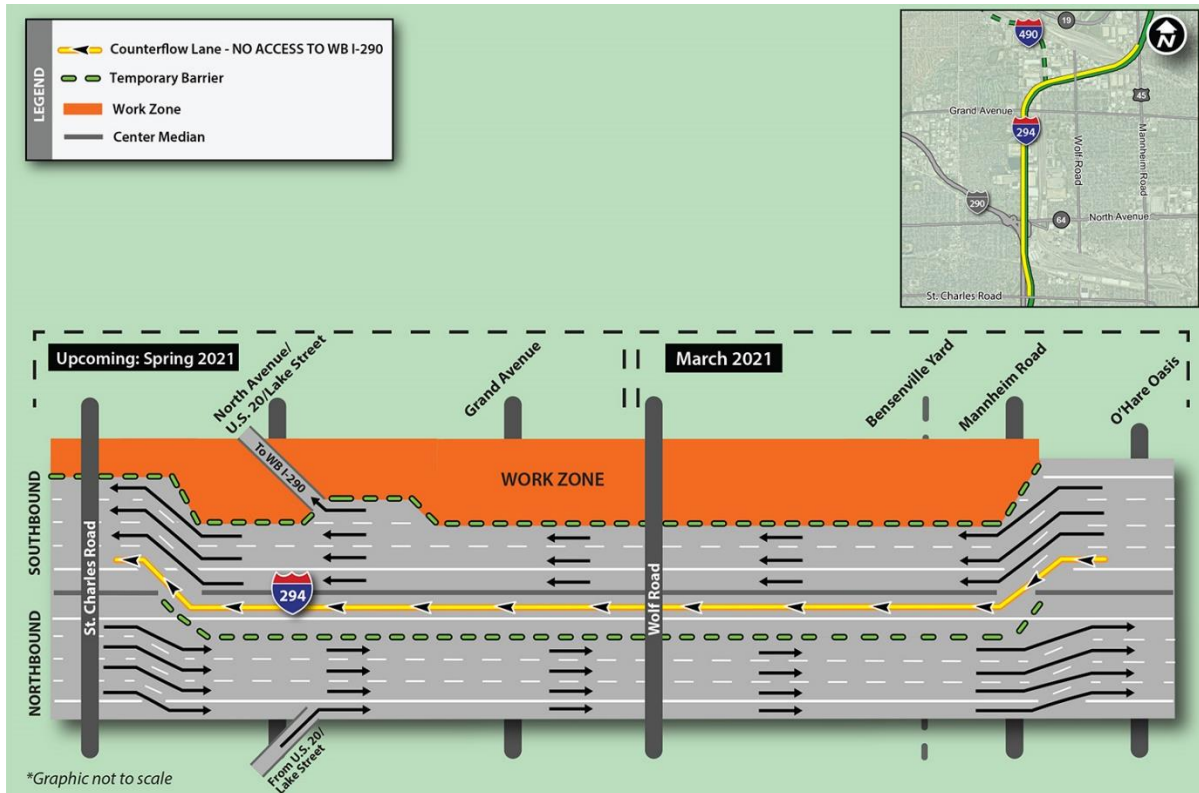 LEGEND
Counterflow Lane - NO ACCESS TO WB I-290
Temporary Barrier
Work Zone
Center Median
490
19
N
45
Grand Avenue
294
Wolf Road
Mannheim Road
290
64
North Avenue
St. Charles Road
Upcoming: Spring 2021
March 2021
North Avenue/
U.S. 20/Lake Street
Grand Avenue
Bensenville Yard
Mannheim Road
O'Hare Oasis
To WB I-290
WORK ZONE
SOUTHBOUND
NORTHBOUND
St. Charles Road
294
Wolf Road
From U.S. 20/
Lake Street
*Graphic not to scale